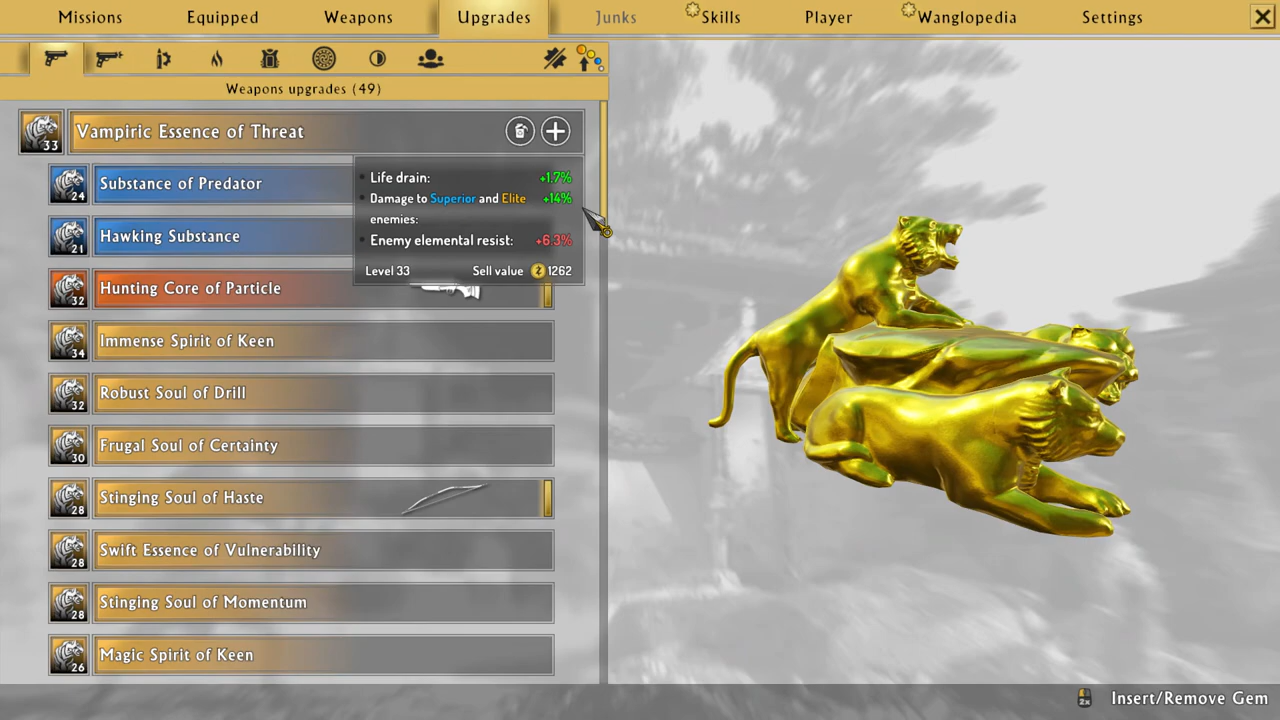 Missions Equipped Weapons Upgrades Junks Skills Player Wanglopedia Settings
Weapons upgrades (49)
33 Vampiric Essence of Threat
24 Substance of Predator
Life drain: +1.7%
Damage to Superior and Elite +14%
enemies:
Enemy elemental resist: +6.3%
Level 33 Sell value 1262
21 Hawking Substance
32 Hunting Core of Particle
34 Immense Spirit of Keen
32 Robust Soul of Drill
30 Frugal Soul of Certainty
28 Stinging Soul of Haste
28 Swift Essence of Vulnerability
28 Stinging Soul of Momentum
26 Magic Spirit of Keen
2x Insert/Remove Gem